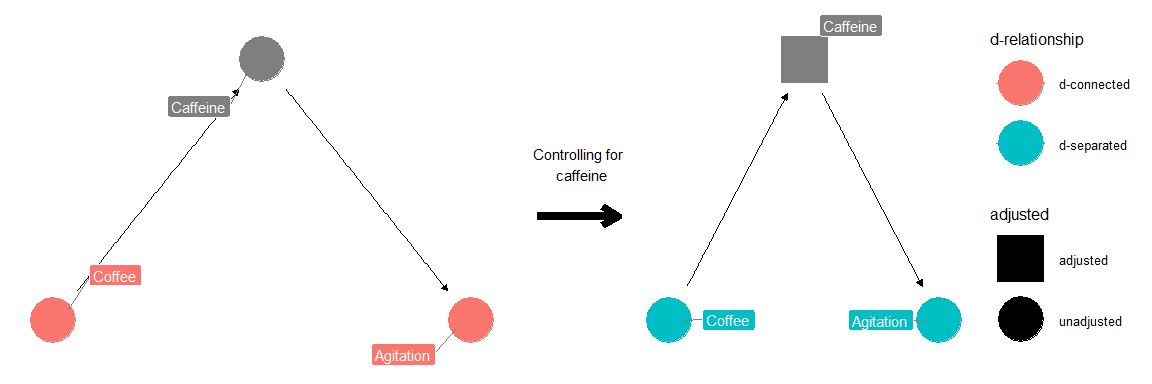 Caffeine
Coffee
Agitation
Controlling for
caffeine
Caffeine
Coffee
Agitation
d-relationship
d-connected
d-separated
adjusted
adjusted
unadjusted